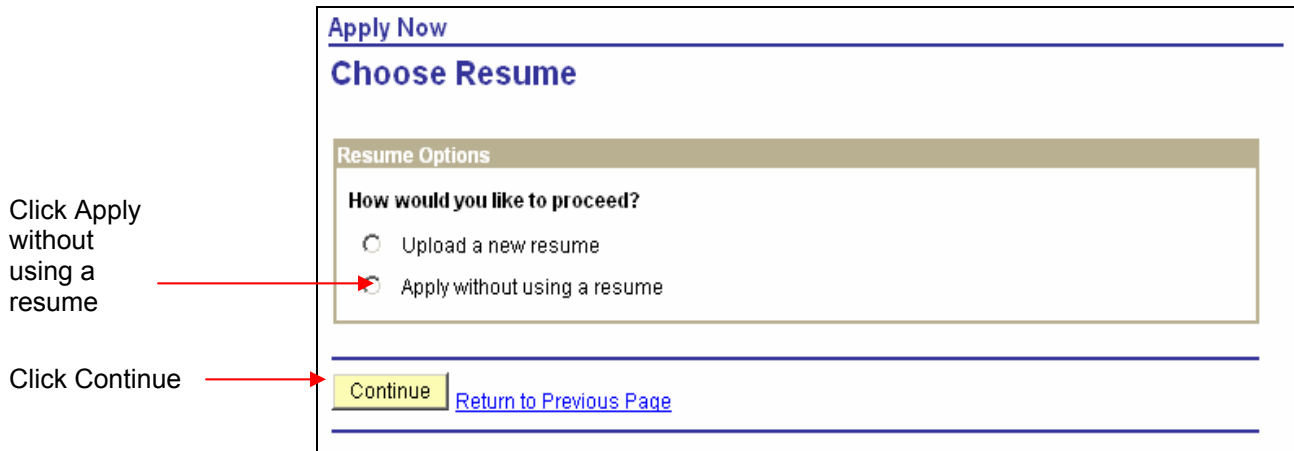 Apply Now
Choose Resume
Resume Options
How would you like to proceed?
Upload a new resume
Click Apply
without
using a
resume
Apply without using a resume
Click Continue
Continue
Return to Previous Page